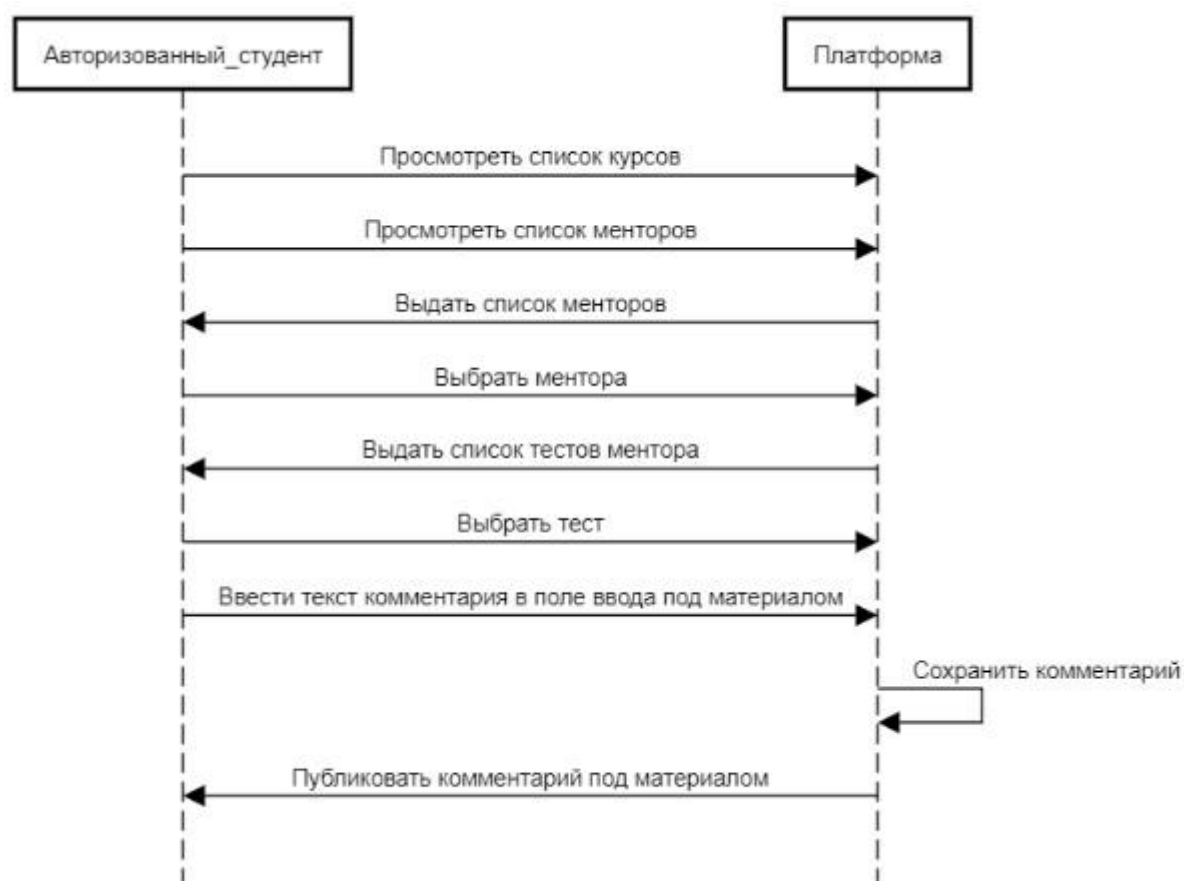 Авторизованный_студент
Платформа
Просмотреть список курсов
Просмотреть список менторов
Выдать список менторов
Выбрать ментора
Выдать список тестов ментора
Выбрать тест
Ввести текст комментария в поле ввода под материалом
Сохранить комментарий
Публиковать комментарий под материалом